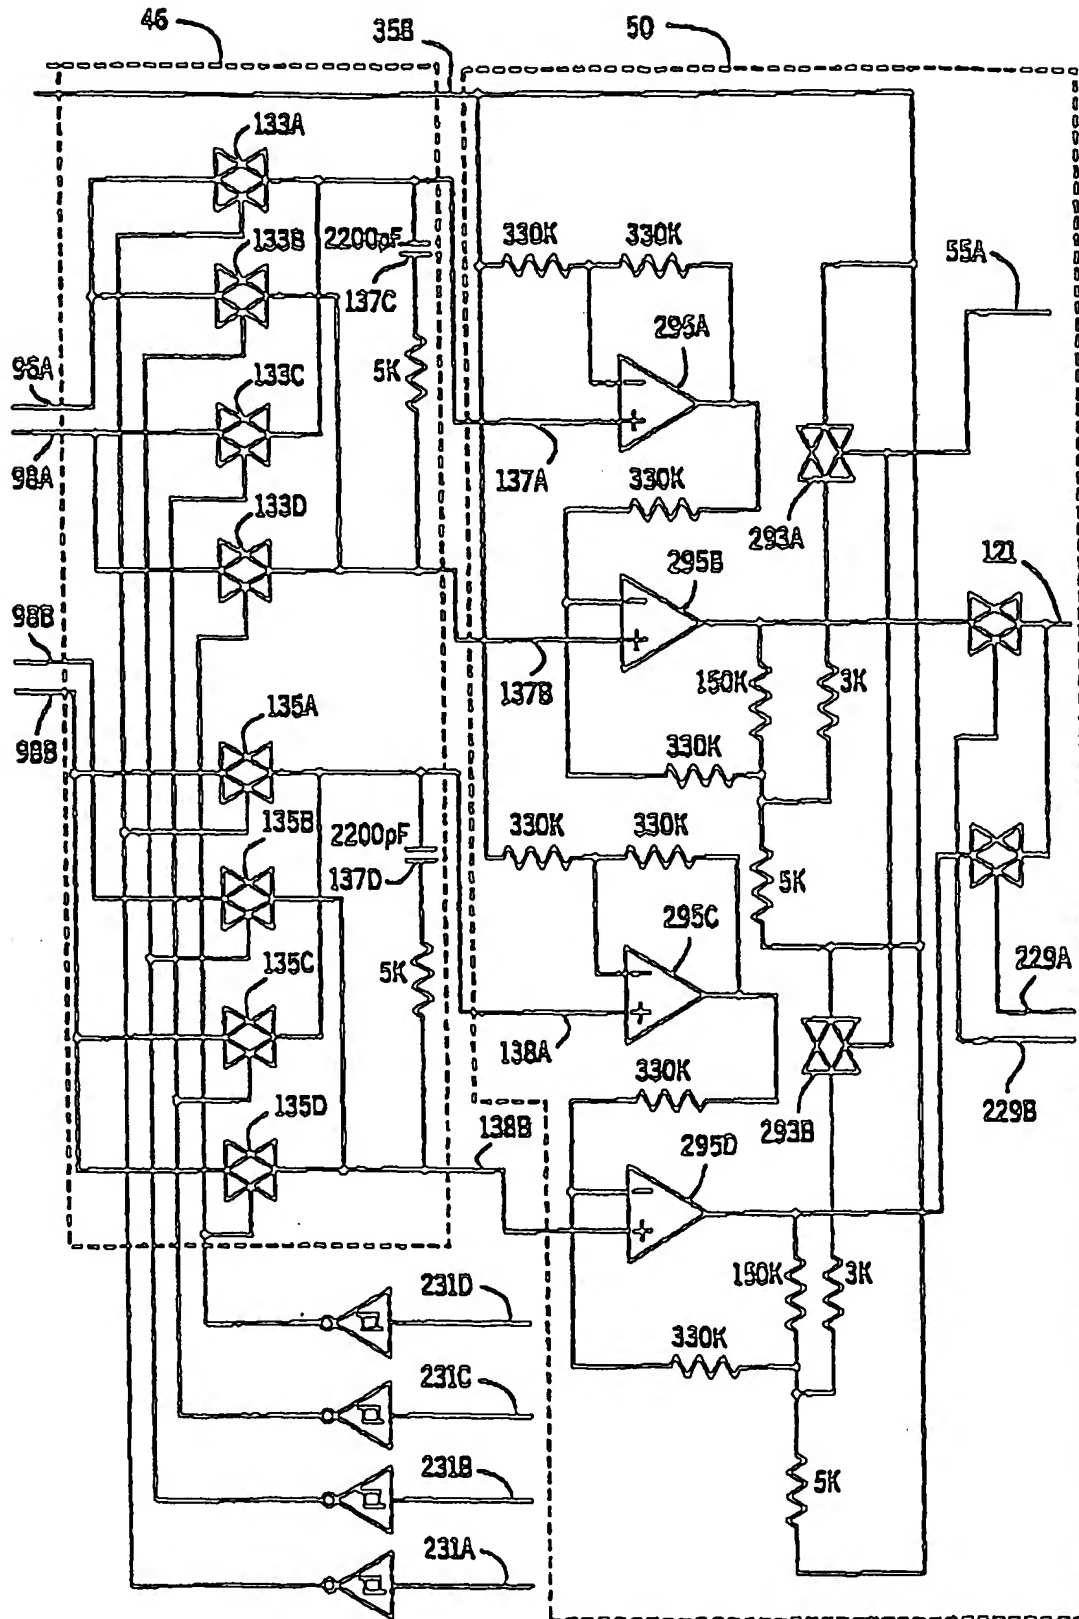 46
35B
50
133A
133B
2200pF
330K
330K
55A
137C
295A
96A
133C
5K
98A
137A
330K
133D
293A
121
295B
98B
137B
150K
3K
98B
135A
330K
135B
2200pF
330K
330K
137D
5K
295C
135C
5K
229A
138A
330K
135D
293B
229B
138B
295D
231D
150K
3K
330K
231C
231B
5K
231A